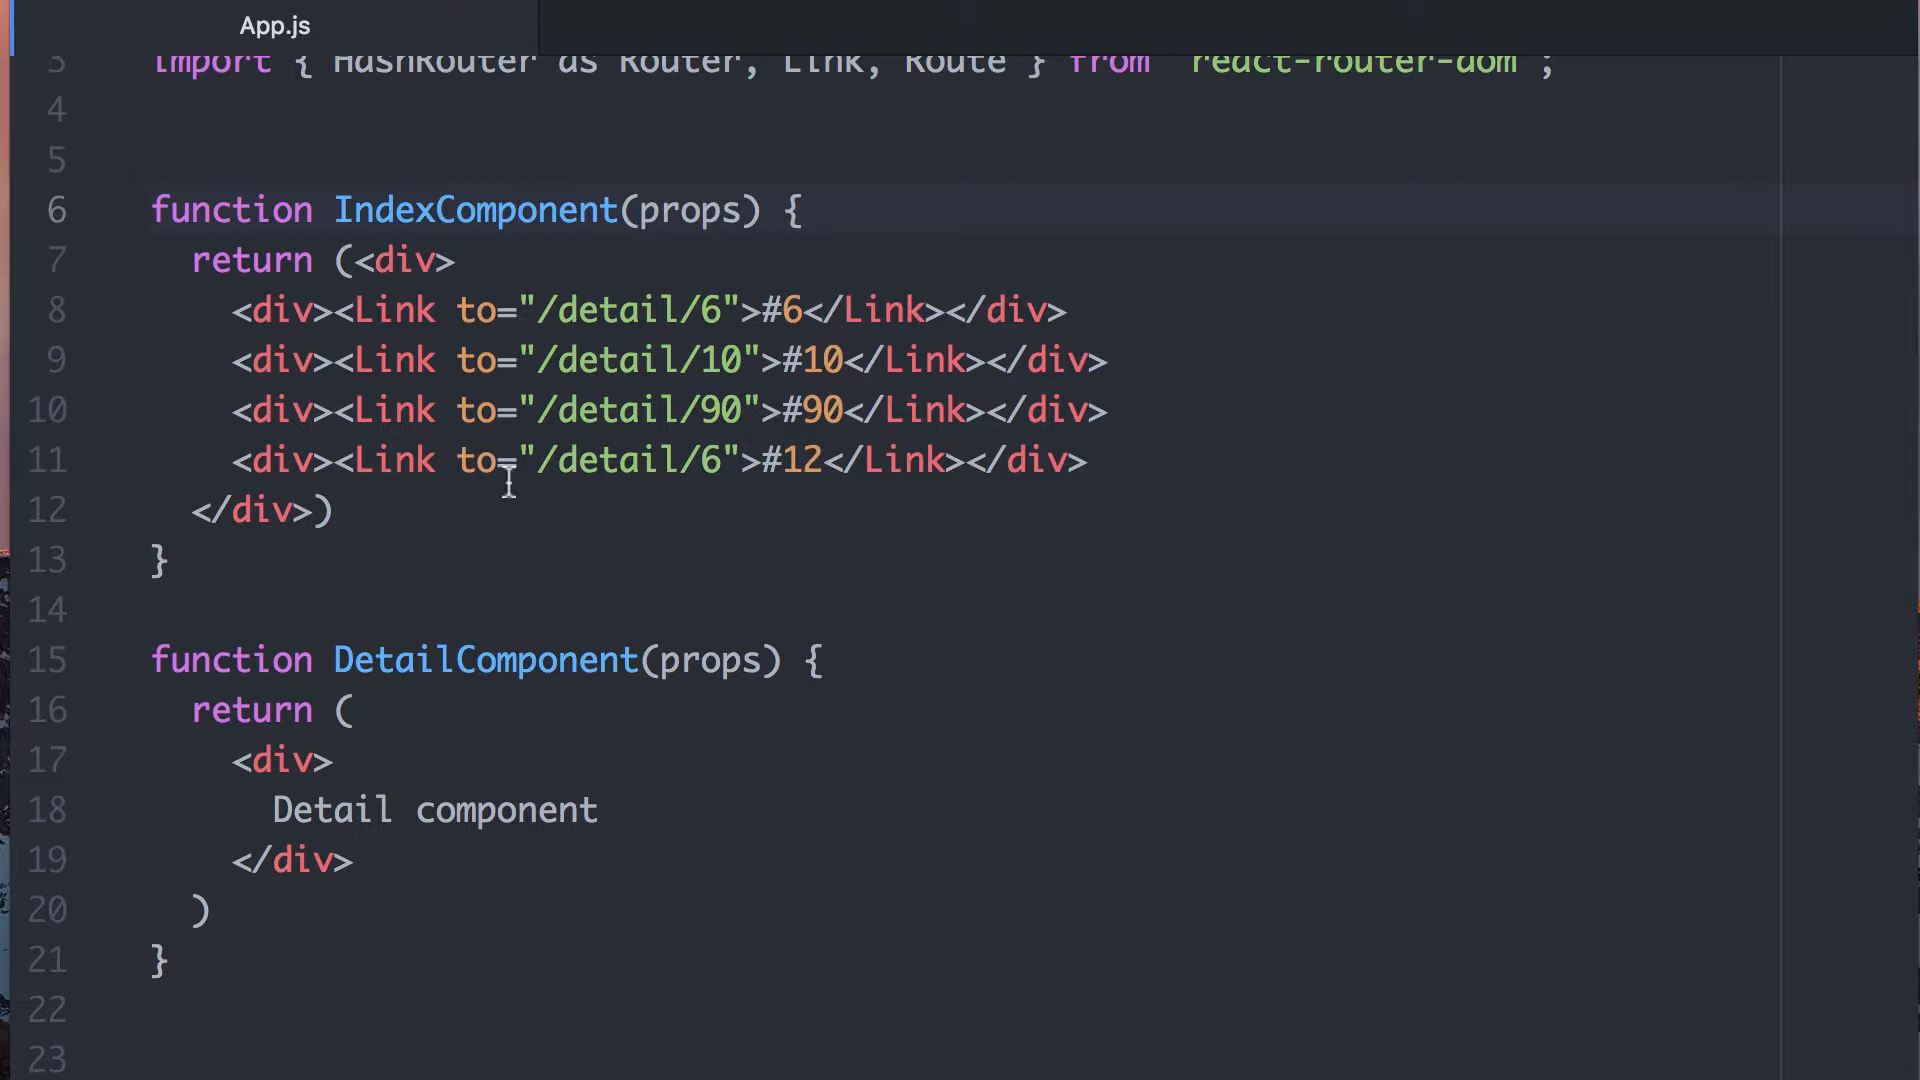 App.js
3 import { HashRouter as Router, Link, Route } from 'react-router-dom';
4
5
6 function IndexComponent(props) {
7 return (<div>
8 <div><Link to="/detail/6">#6</Link></div>
9 <div><Link to="/detail/10">#10</Link></div>
10 <div><Link to="/detail/90">#90</Link></div>
11 <div><Link to="/detail/6">#12</Link></div>
12 </div>)
13 }
14
15 function DetailComponent(props) {
16 return (
17 <div>
18 Detail component
19 </div>
20 )
21 }
22
23